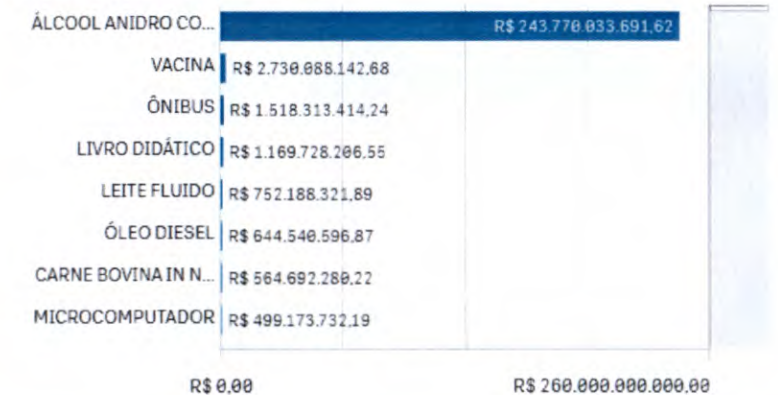 ÁLCOOL ANIDRO CO... R$ 243.770.033.691,62
VACINA R$ 2.730.088.142,68
ÔNIBUS R$ 1.518.313.414,24
LIVRO DIDÁTICO R$ 1.169.728.206,55
LEITE FLUIDO R$ 752.188.321,89
ÓLEO DIESEL R$ 644.540.596,87
CARNE BOVINA IN N... R$ 564.692.280,22
MICROCOMPUTADOR R$ 499.173.732,19
R$ 0,00 R$ 260.000.000.000,00